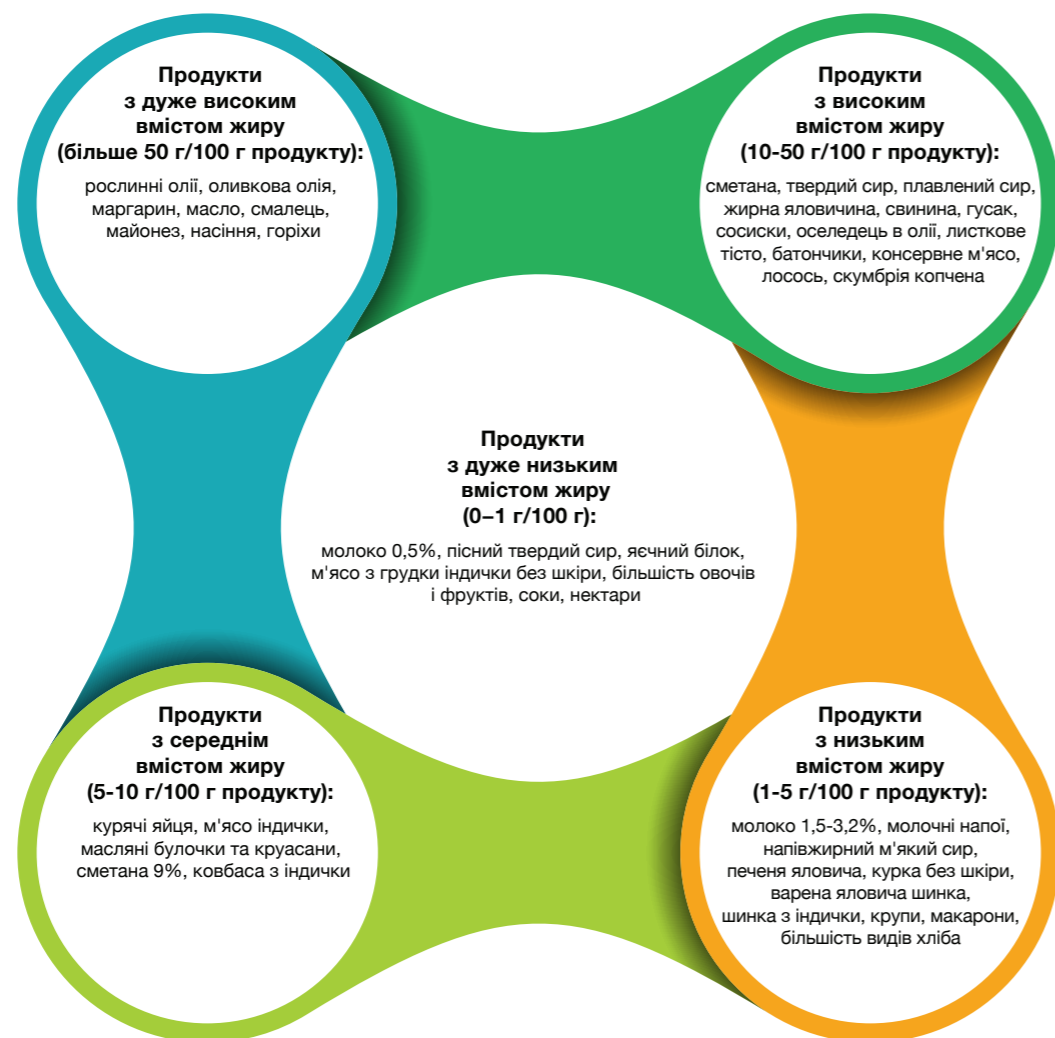 Продукти
з дуже високим
вмістом жиру
(більше 50 г/100 г продукту):
рослинні олії, оливкова олія,
маргарин, масло, смалець,
майонез, насіння, горіхи
Продукти
з високим
вмістом жиру
(10-50 г/100 г продукту):
сметана, твердий сир, плавлений сир,
жирна яловичина, свинина, гусак,
сосиски, оселедець в олії, листкове
тісто, батончики, консервне м'ясо,
лосось, скумбрія копчена
Продукти
з дуже низьким
вмістом жиру
(0–1 г/100 г):
молоко 0,5%, пісний твердий сир, яєчний білок,
м'ясо з грудки індички без шкіри, більшість овочів
і фруктів, соки, нектари
Продукти
з середнім
вмістом жиру
(5-10 г/100 г продукту):
курячі яйця, м'ясо індички,
масляні булочки та круасани,
сметана 9%, ковбаса з індички
Продукти
з низьким
вмістом жиру
(1-5 г/100 г продукту):
молоко 1,5-3,2%, молочні напої,
напівжирний м'який сир,
печеня яловича, курка без шкіри,
варена яловича шинка,
шинка з індички, крупи, макарони,
більшість видів хліба